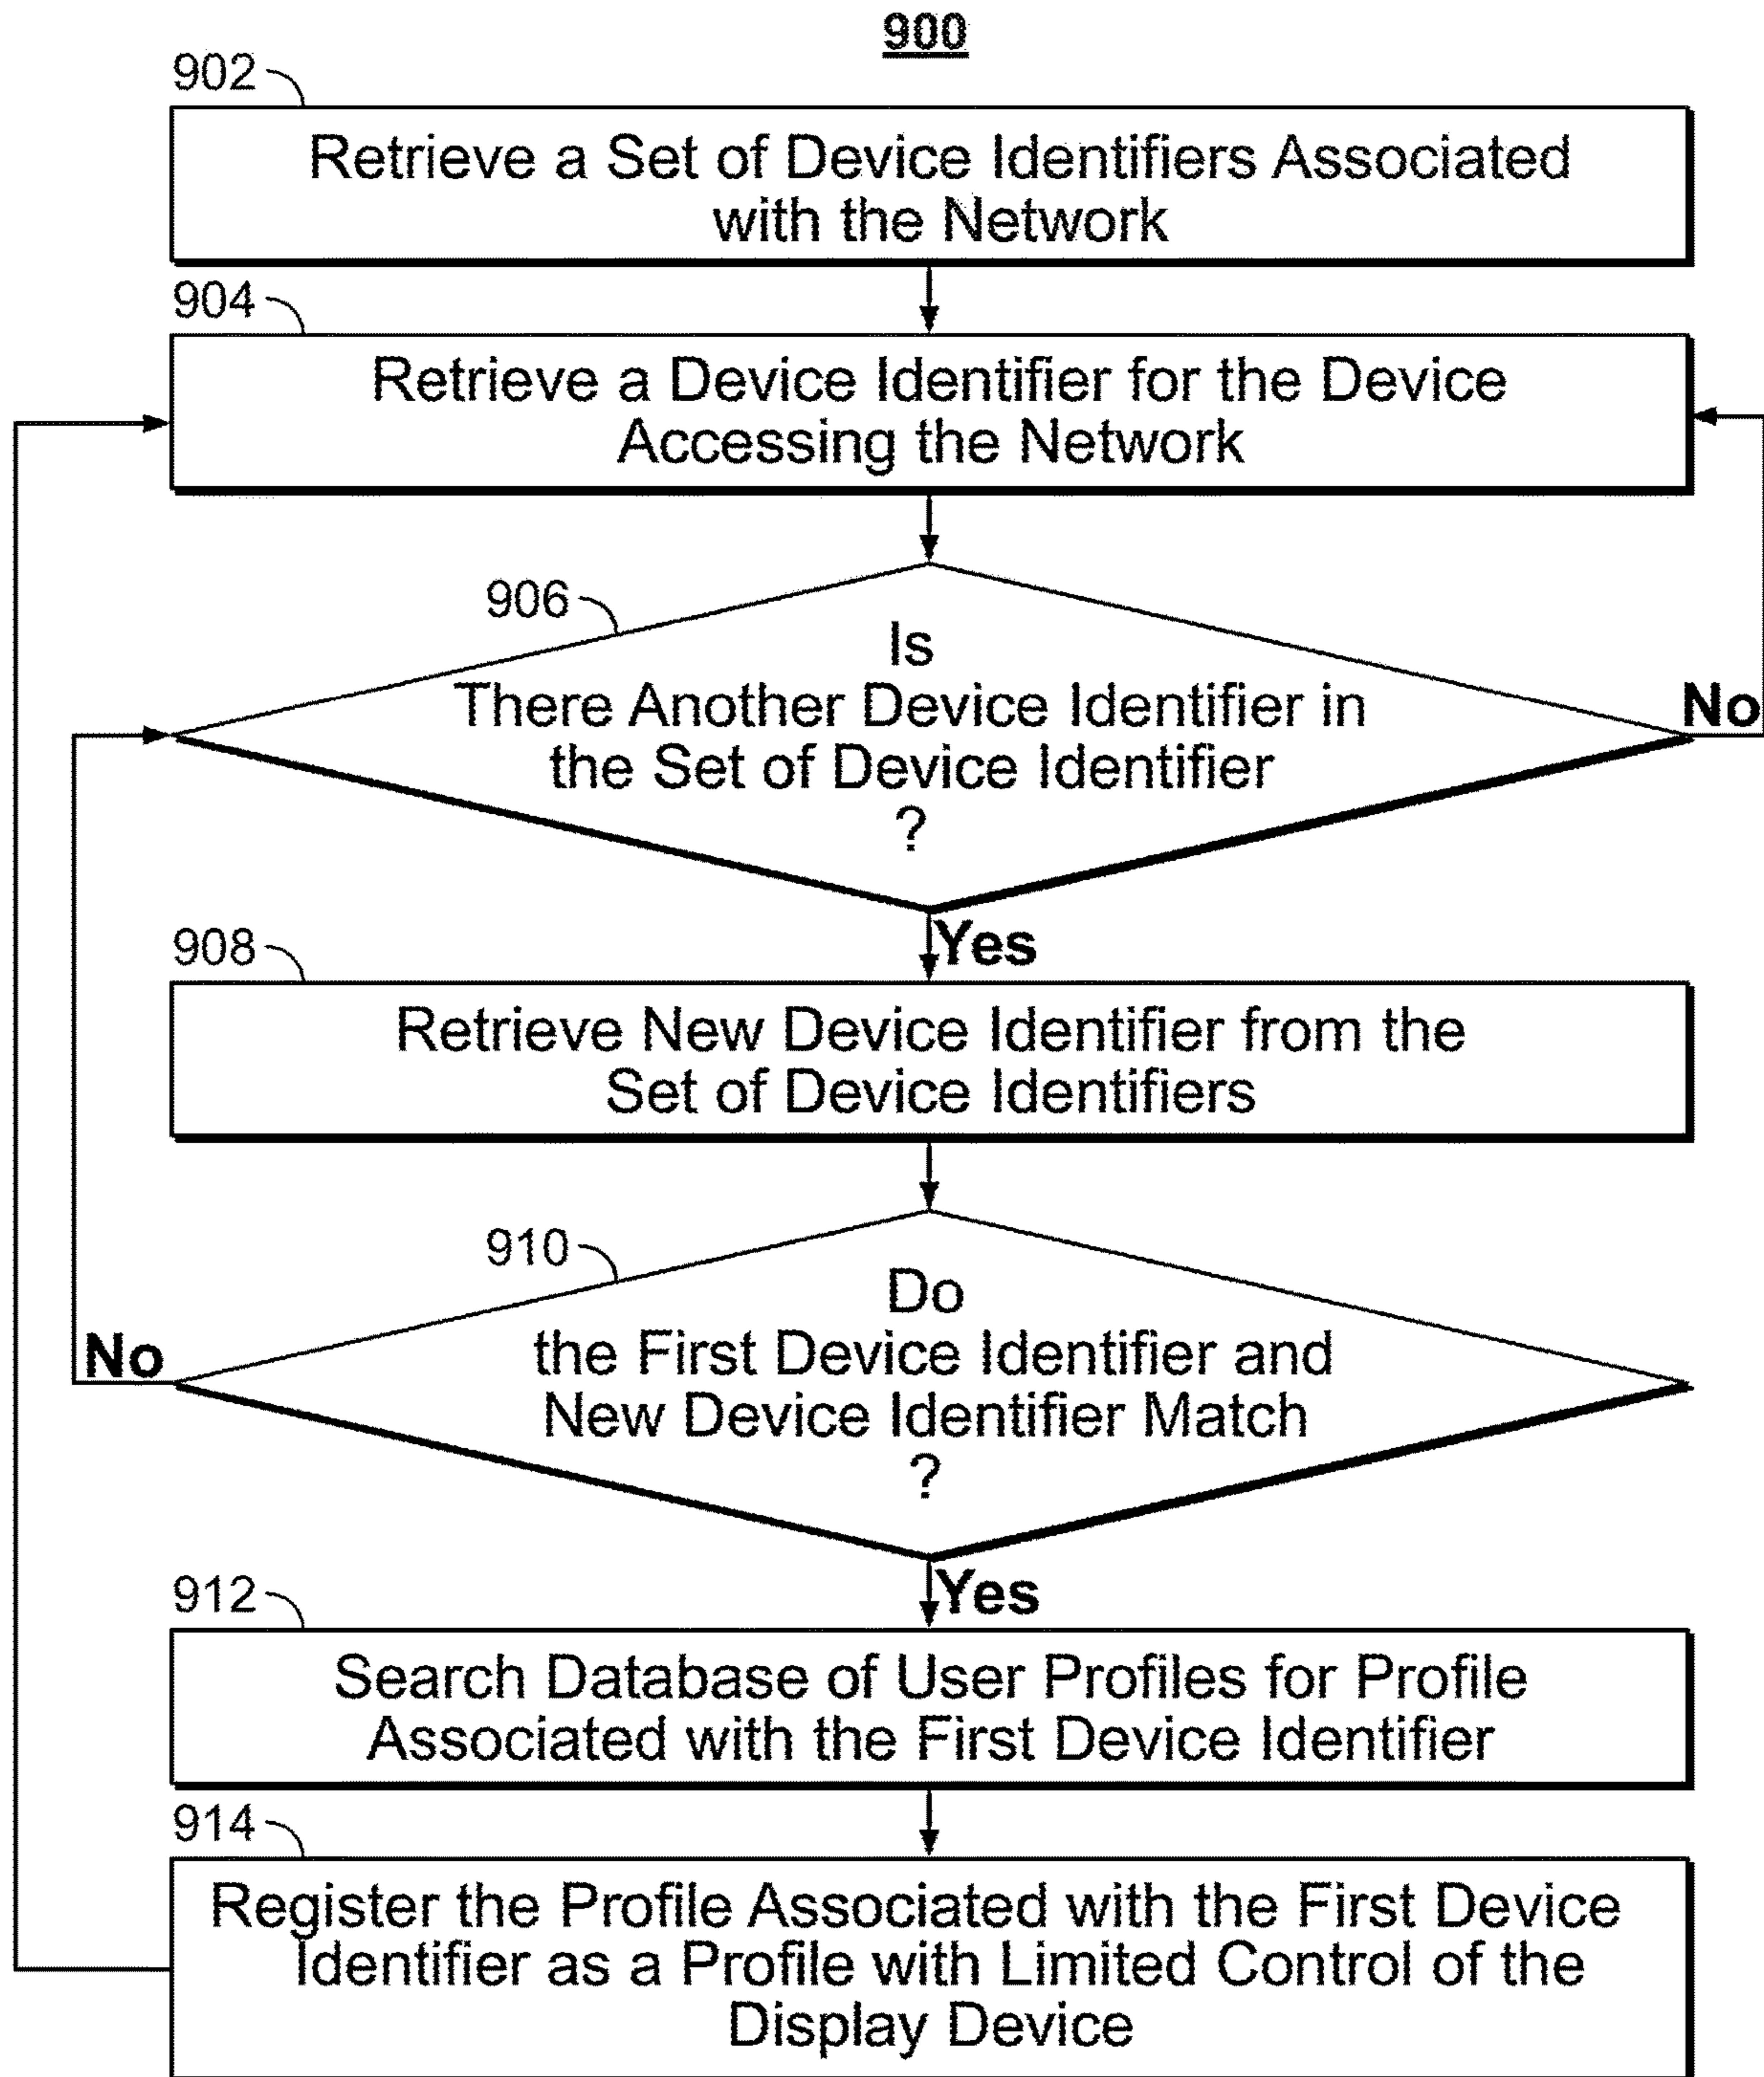 900
902
Retrieve a Set of Device Identifiers Associated
with the Network
904
Retrieve a Device Identifier for the Device
Accessing the Network
906
Is
There Another Device Identifier in
the Set of Device Identifier
?
No
Yes
908
Retrieve New Device Identifier from the
Set of Device Identifiers
910
Do
the First Device Identifier and
New Device Identifier Match
?
No
Yes
912
Search Database of User Profiles for Profile
Associated with the First Device Identifier
914
Register the Profile Associated with the First Device
Identifier as a Profile with Limited Control of the
Display Device